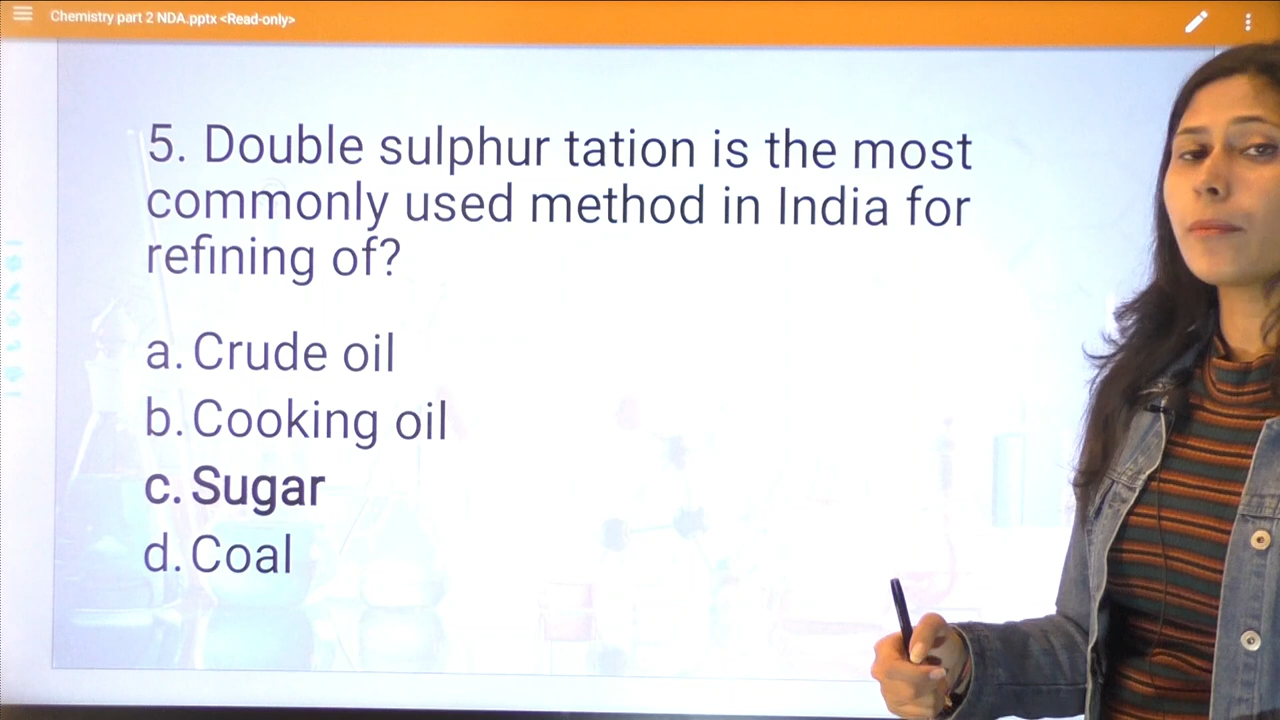 Chemistry part 2 NDA.pptx <Read-only>
5. Double sulphur tation is the most
commonly used method in India for
refining of?
a. Crude oil
b. Cooking oil
c. Sugar
d. Coal